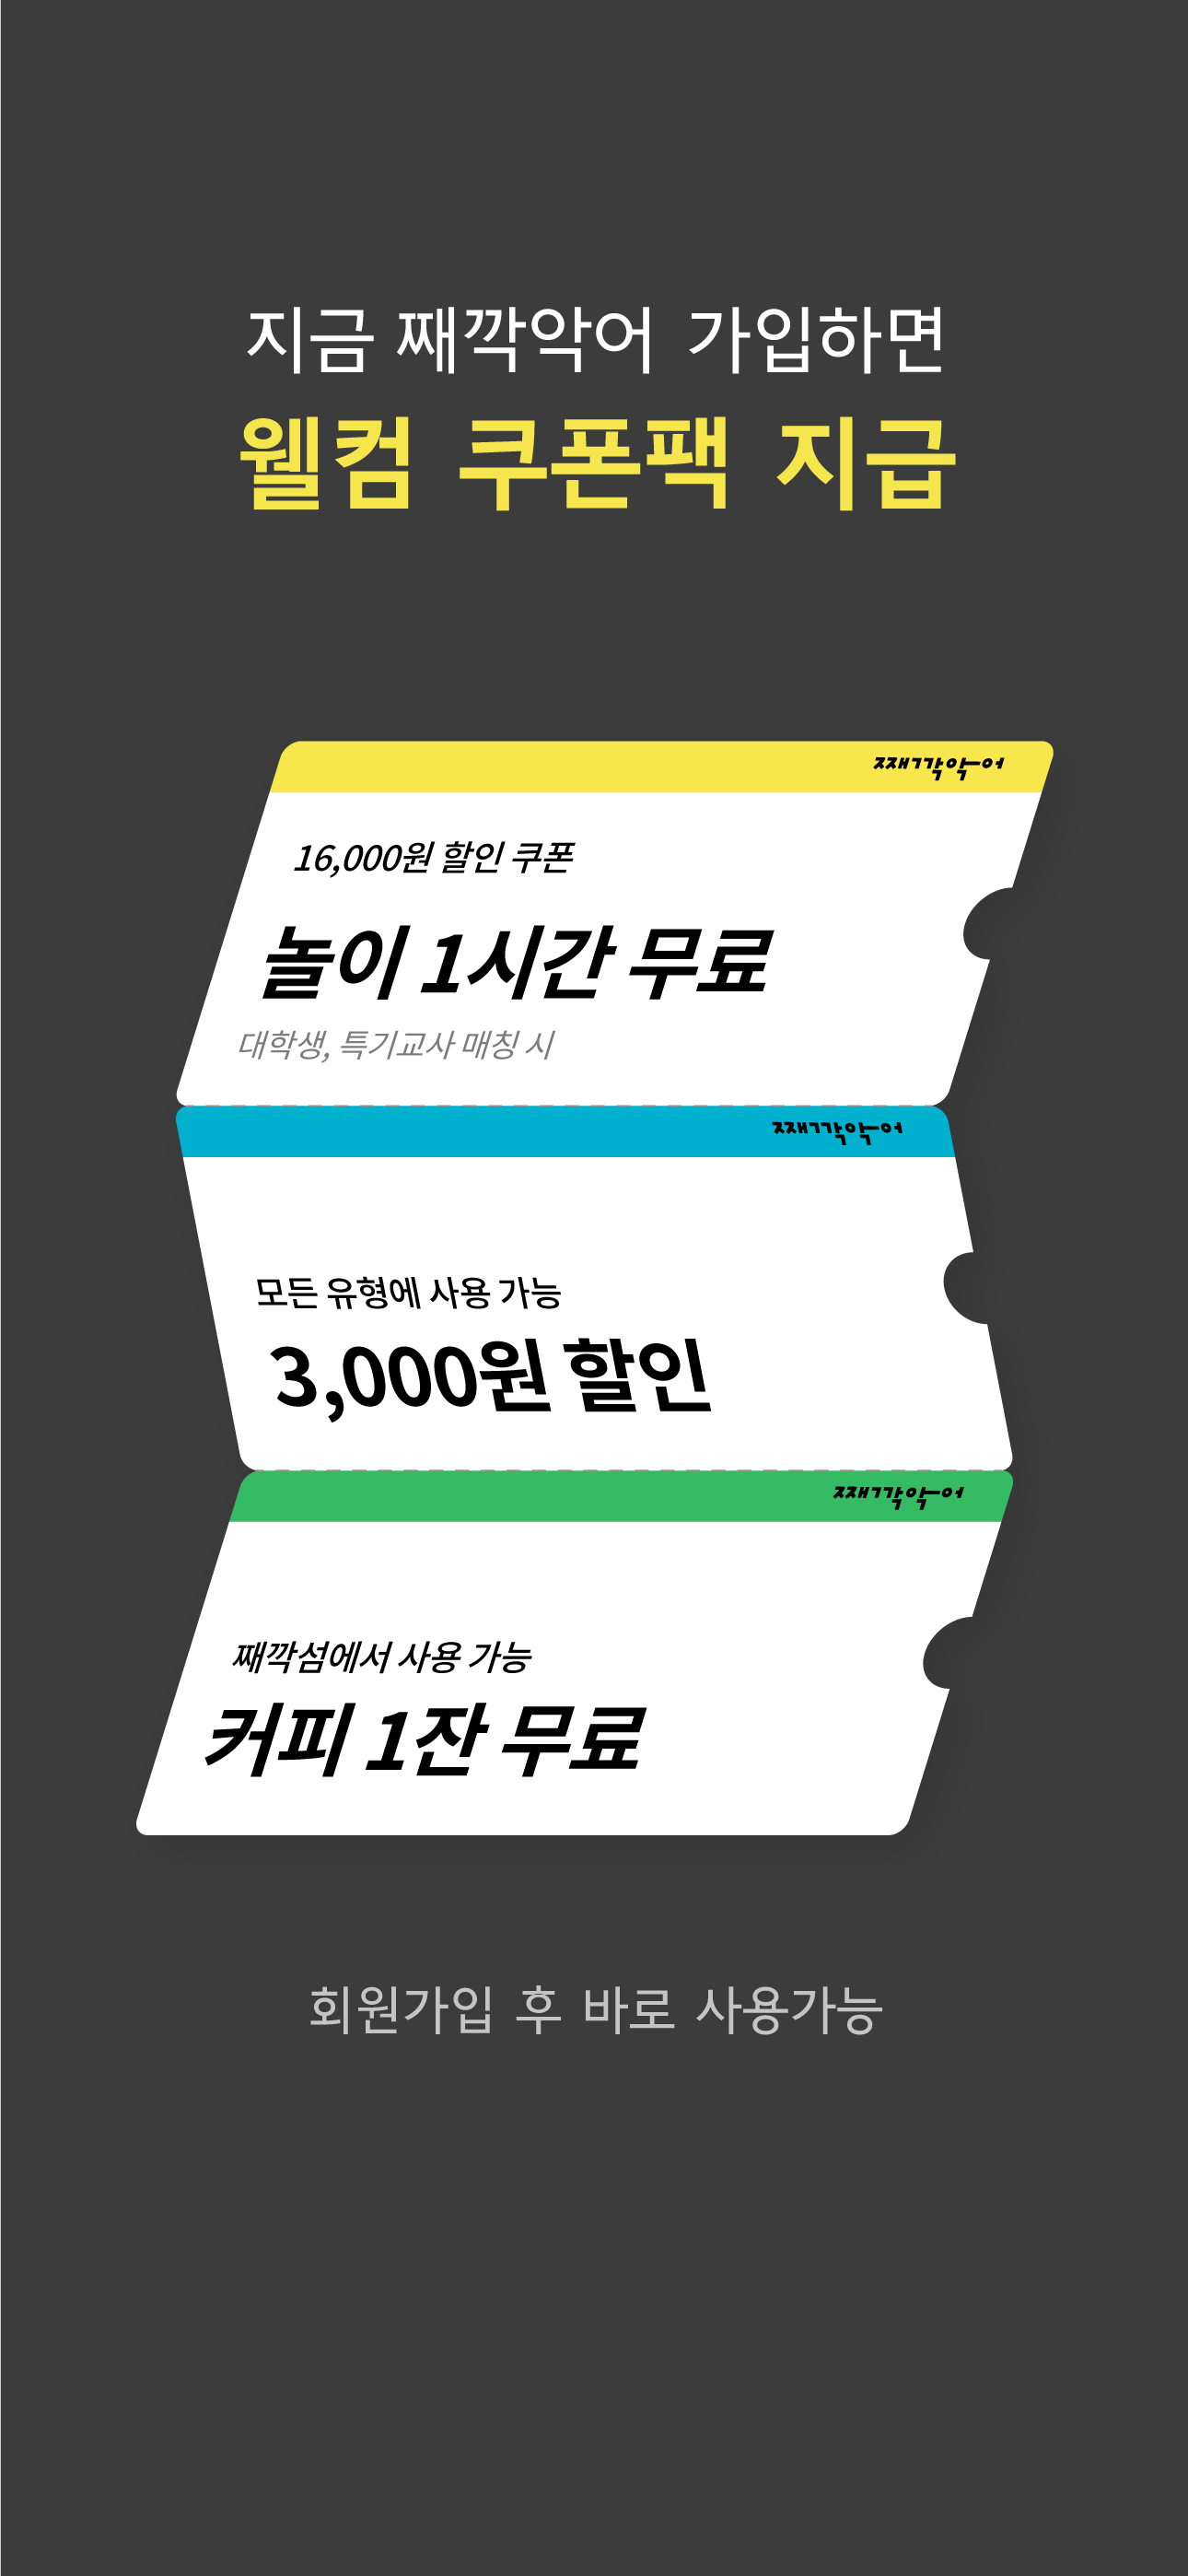 지금 째깍악어 가입하면
웰컴 쿠폰팩 지급
째깍악어
16,000원 할인 쿠폰
놀이 1시간 무료
대학생, 특기교사 매칭 시
째깍악어
모든 유형에 사용 가능
3,000원 할인
째깍악어
째깍섬에서 사용 가능
커피 1잔 무료
회원가입 후 바로 사용가능